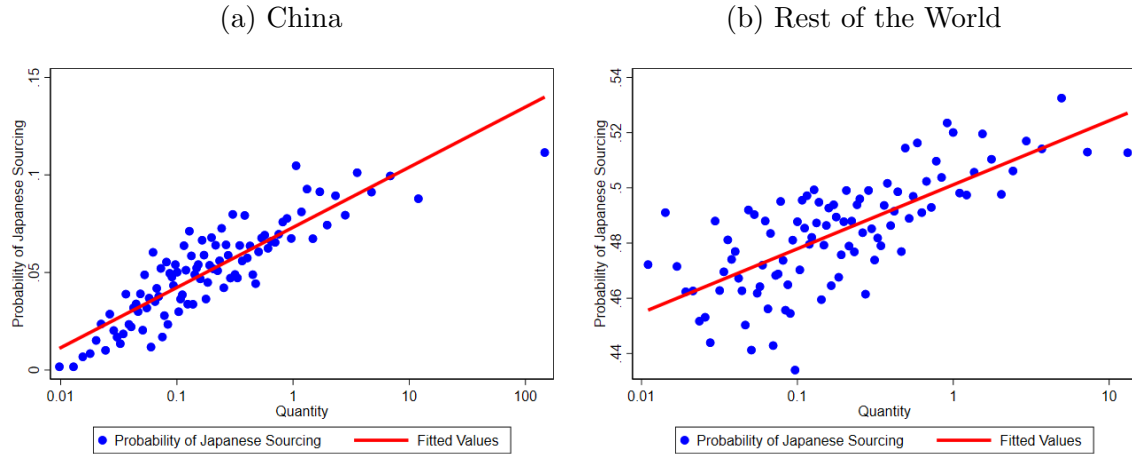 (a) China
(b) Rest of the World
Probability of Japanese Sourcing
.15
.1
.05
0
0.01 0.1 1 10 100
Quantity
Probability of Japanese Sourcing Fitted Values
Probability of Japanese Sourcing
.54
.52
.5
.48
.46
.44
0.01 0.1 1 10
Quantity
Probability of Japanese Sourcing Fitted Values